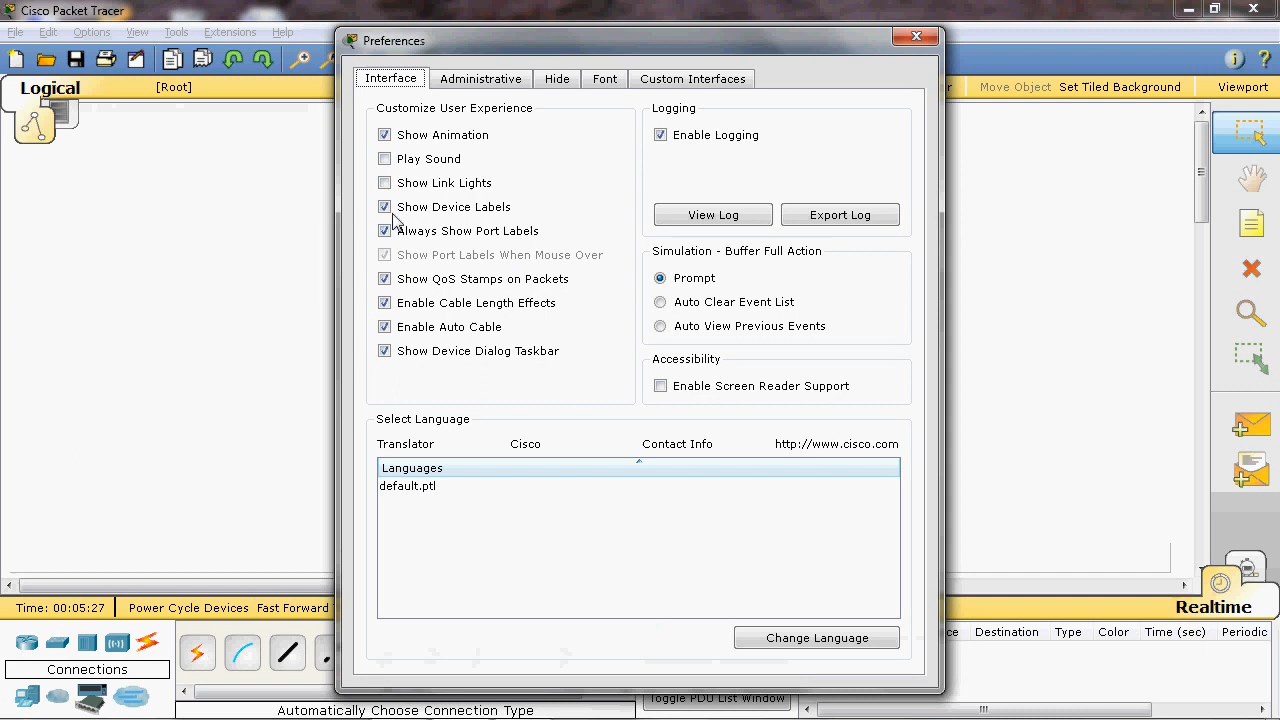 Cisco Packet Tracer
File Edit Options View Tools Extensions Help
Logical
[Root]
Move Object Set Tiled Background Viewport
Preferences
Interface Administrative Hide Font Custom Interfaces
Customize User Experience
Show Animation
Play Sound
Show Link Lights
Show Device Labels
Always Show Port Labels
Show Port Labels When Mouse Over
Show QoS Stamps on Packets
Enable Cable Length Effects
Enable Auto Cable
Show Device Dialog Taskbar
Logging
Enable Logging
View Log Export Log
Simulation - Buffer Full Action
Prompt
Auto Clear Event List
Auto View Previous Events
Accessibility
Enable Screen Reader Support
Select Language
Translator Cisco Contact Info http://www.cisco.com
Languages
default.ptl
Change Language
Time: 00:05:27 Power Cycle Devices Fast Forward
Realtime
Connections
Automatically Choose Connection Type
Destination Type Color Time (sec) Periodic
Toggle PDU List Window